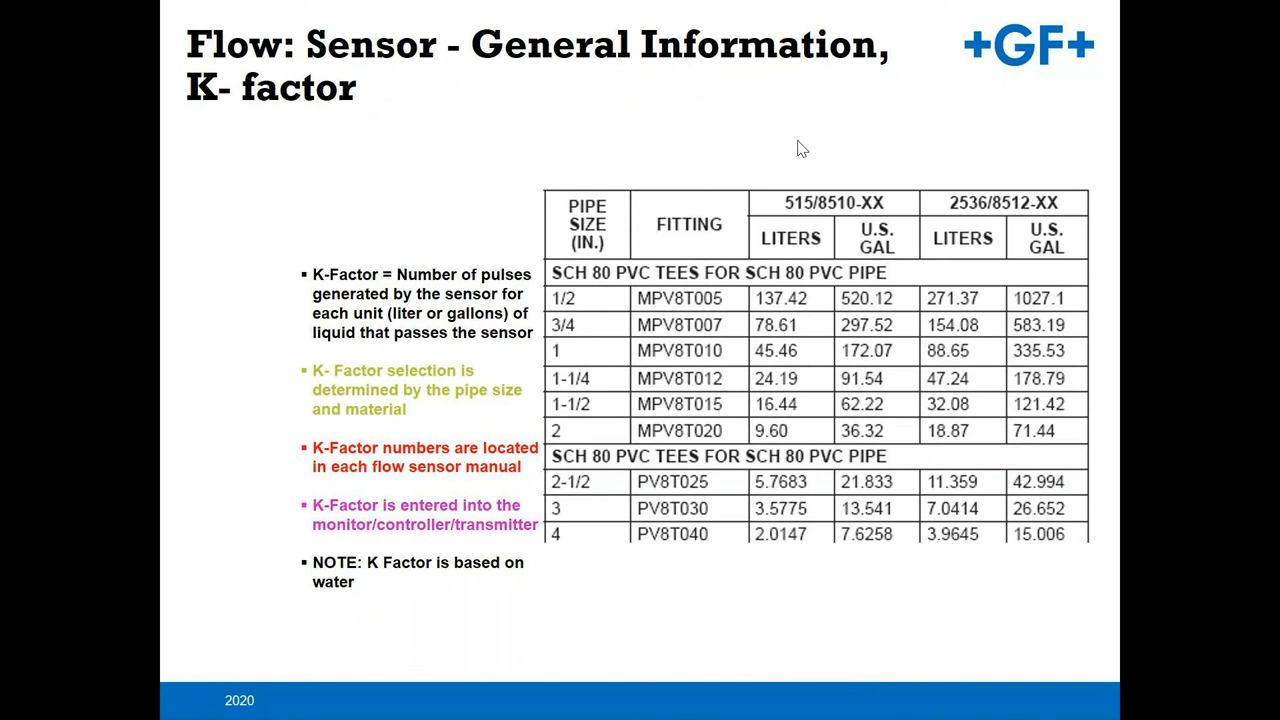 Flow: Sensor - General Information,
K- factor
+GF+
▪ K-Factor = Number of pulses
generated by the sensor for
each unit (liter or gallons) of
liquid that passes the sensor
▪ K- Factor selection is
determined by the pipe size
and material
▪ K-Factor numbers are located
in each flow sensor manual
▪ K-Factor is entered into the
monitor/controller/transmitter
▪ NOTE: K Factor is based on
water
PIPE SIZE (IN.) FITTING 515/8510-XX 2536/8512-XX
LITERS U.S. GAL LITERS U.S. GAL
SCH 80 PVC TEES FOR SCH 80 PVC PIPE
1/2 MPV8T005 137.42 520.12 271.37 1027.1
3/4 MPV8T007 78.61 297.52 154.08 583.19
1 MPV8T010 45.46 172.07 88.65 335.53
1-1/4 MPV8T012 24.19 91.54 47.24 178.79
1-1/2 MPV8T015 16.44 62.22 32.08 121.42
2 MPV8T020 9.60 36.32 18.87 71.44
SCH 80 PVC TEES FOR SCH 80 PVC PIPE
2-1/2 PV8T025 5.7683 21.833 11.359 42.994
3 PV8T030 3.5775 13.541 7.0414 26.652
4 PV8T040 2.0147 7.6258 3.9645 15.006
2020